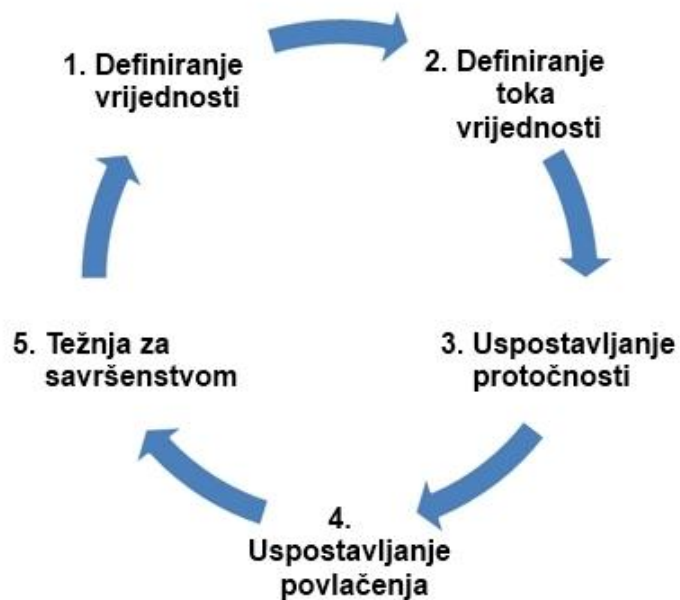 1. Definiranje
vrijednosti
2. Definiranje
toka
vrijednosti
3. Uspostavljanje
protočnosti
4.
Uspostavljanje
povlačenja
5. Težnja za
savršenstvom